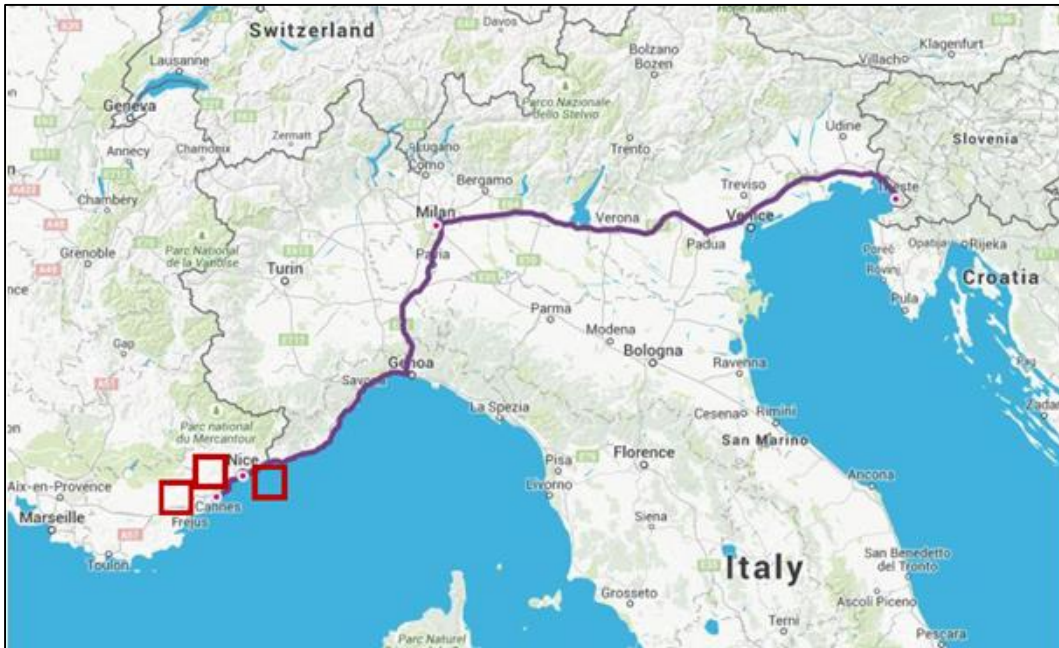 Switzerland
Davos
Lausanne
Bolzano
Bozen
Klagenfurt
Villach
Geneva
Parco Nazionale
dello Stelvio
Annecy
Chamonix
Zermatt
Lugano
Como
Trento
Udine
Slovenia
Bergamo
Chambéry
Treviso
Trieste
Milan
Verona
Venice
Padua
Grenoble
Parc National
de la Vanoise
Pavia
Poreč
Opatija
Rijeka
Rovinj
Turin
Croatia
Pula
Parma
Modena
Gap
Bologna
Genoa
Savona
Ravenna
Pag
La Spezia
Cesena
Rimini
Zadar
Parc national
du Mercantour
San Marino
Nice
Pisa
Florence
Livorno
Ancona
Aix-en-Provence
Cannes
Frejus
Marseille
Siena
A57
Toulon
San Benedetto
del Tronto
Italy
Grosseto
Ascoli Piceno
Terni
Parc Naturel
Pescara